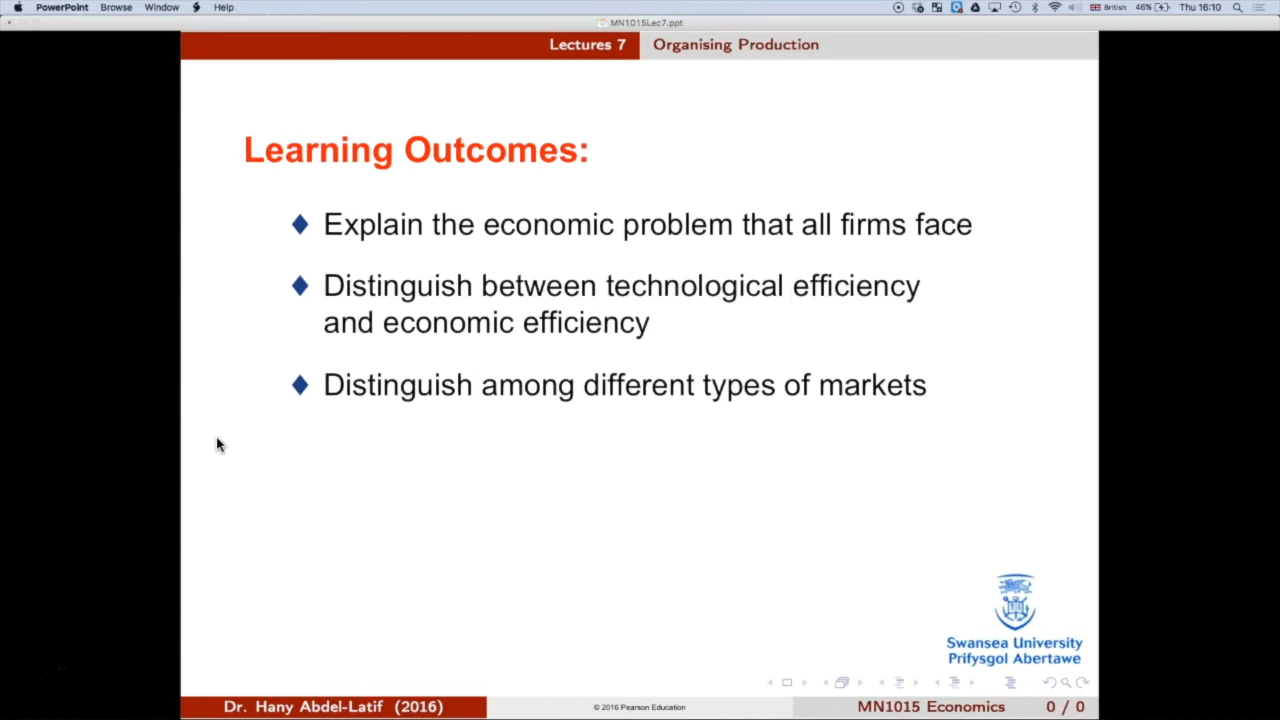 PowerPoint Browse Window Help British 46% Thu 16:10
MN1015Lec7.ppt
Lectures 7 Organising Production
Learning Outcomes:
Explain the economic problem that all firms face
Distinguish between technological efficiency
and economic efficiency
Distinguish among different types of markets
Swansea University
Prifysgol Abertawe
Dr. Hany Abdel-Latif (2016) © 2016 Pearson Education MN1015 Economics 0 / 0